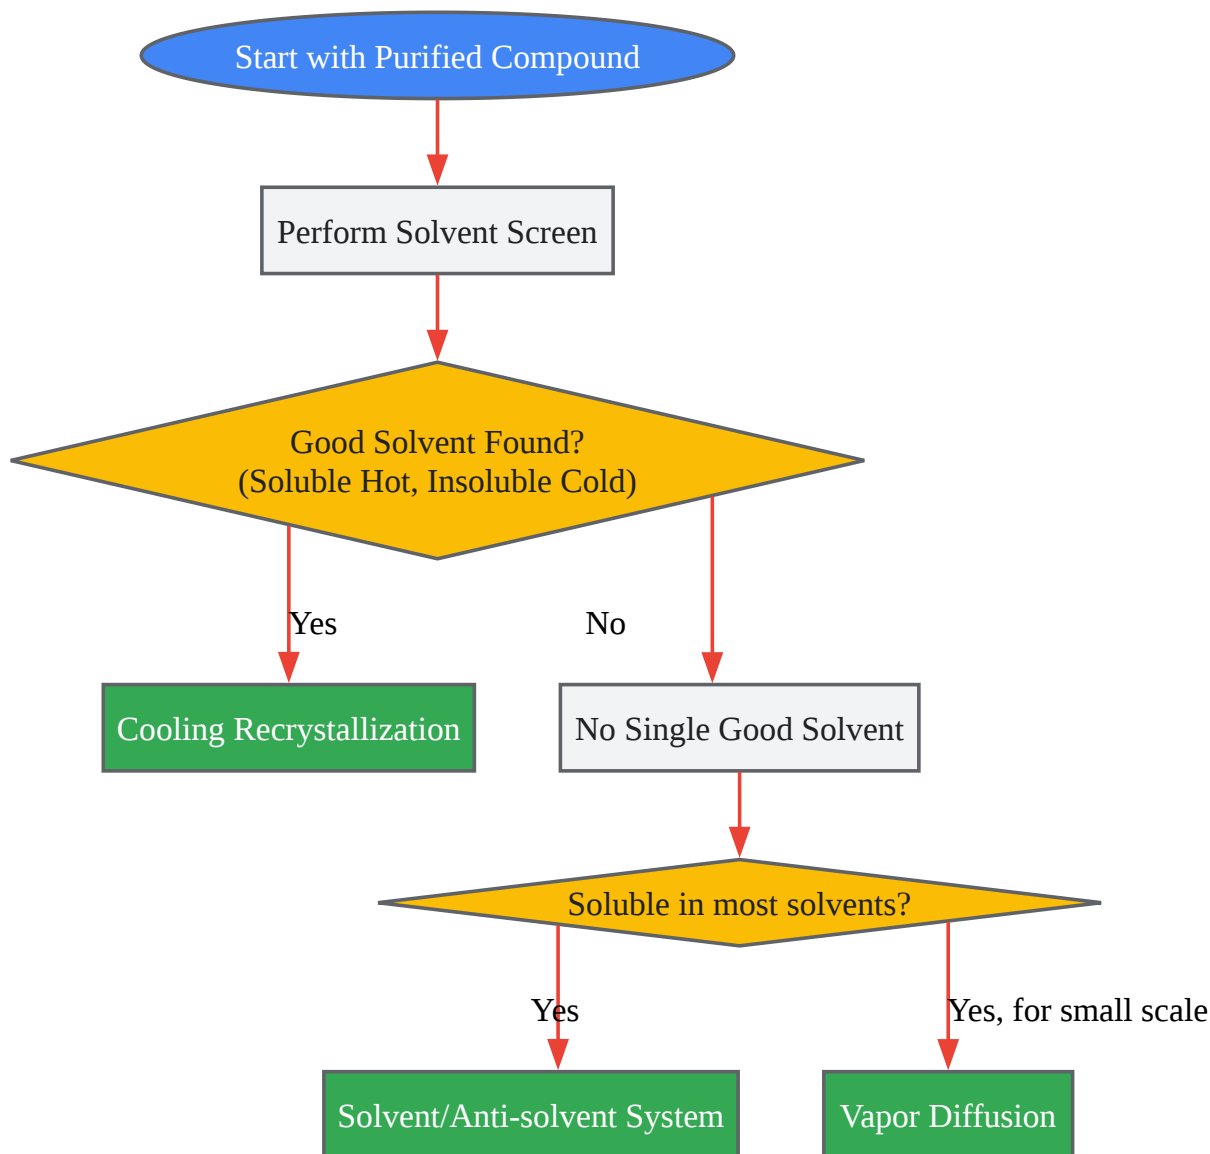 Start with Purified Compound
Perform Solvent Screen
Good Solvent Found?
(Soluble Hot, Insoluble Cold)
Yes
No
Cooling Recrystallization
No Single Good Solvent
Soluble in most solvents?
Yes
Yes, for small scale
Solvent/Anti-solvent System
Vapor Diffusion